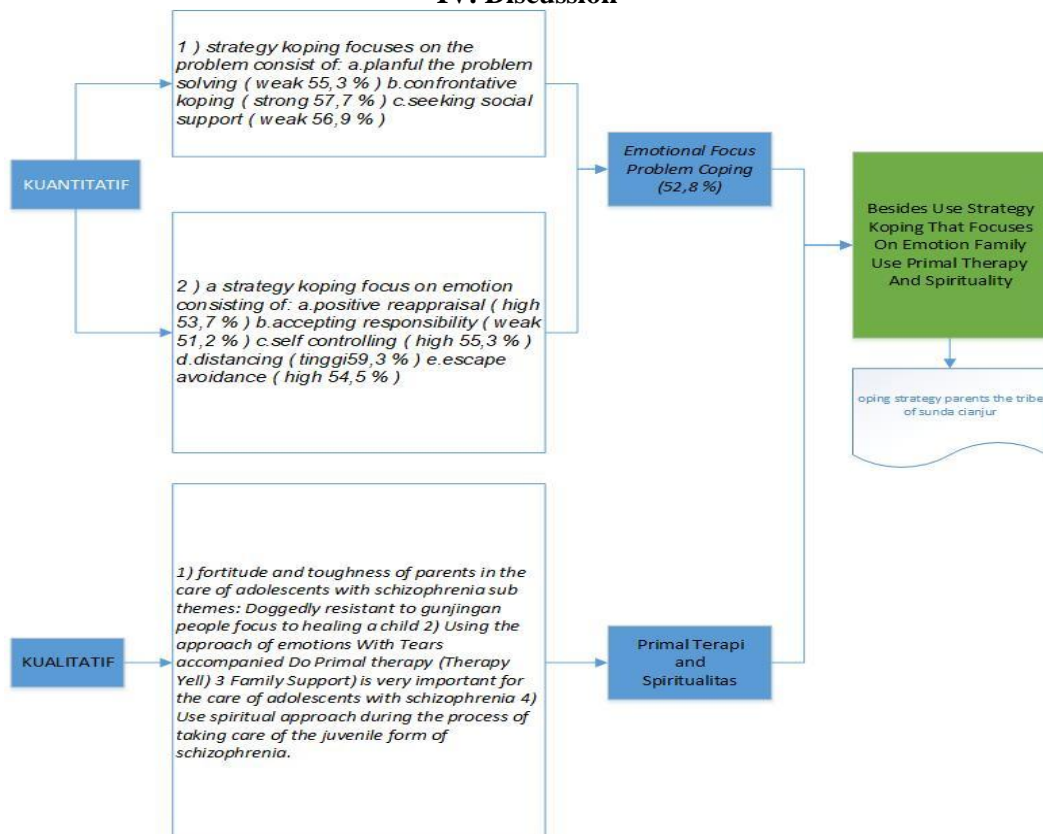 IV. Discussion
1 ) strategy koping focuses on the
problem consist of: a.planful the problem
solving ( weak 55,3 % ) b.confrontative
koping ( strong 57,7 % ) c.seeking social
support ( weak 56,9 % )
KUANTITATIF
Emotional Focus
Problem Coping
(52,8 %)
2 ) a strategy koping focus on emotion
consisting of: a.positive reappraisal ( high
53,7 % ) b.accepting responsibility ( weak
51,2 % ) c.self controlling ( high 55,3 % )
d.distancing ( tinggi59,3 % ) e.escape
avoidance ( high 54,5 % )
Besides Use Strategy
Koping That Focuses
On Emotion Family
Use Primal Therapy
And Spirituality
oping strategy parents the tribe
of sunda cianjur
KUALITATIF
1) fortitude and toughness of parents in the
care of adolescents with schizophrenia sub
themes: Doggedly resistant to gunjingan
people focus to healing a child 2) Using the
approach of emotions With Tears
accompanied Do Primal therapy (Therapy
Yell) 3 Family Support) is very important for
the care of adolescents with schizophrenia 4)
Use spiritual approach during the process of
taking care of the juvenile form of
schizophrenia.
Primal Terapi
and
Spiritualitas